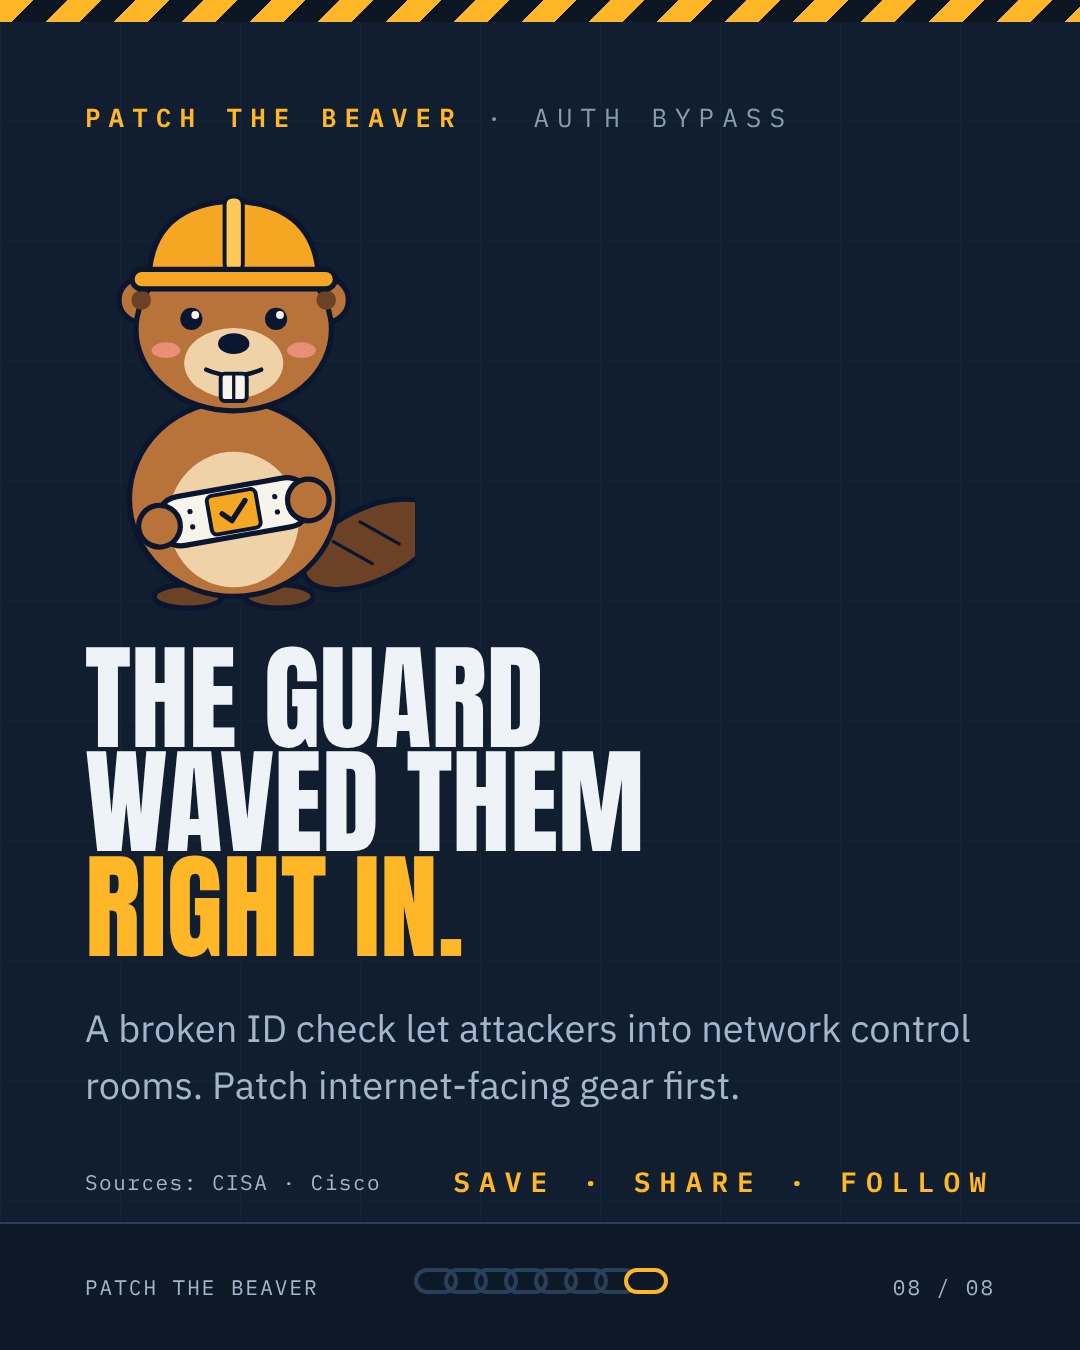 PATCH THE BEAVER · AUTH BYPASS
THE GUARD
WAVED THEM
RIGHT IN.
A broken ID check let attackers into network control
rooms. Patch internet-facing gear first.
Sources: CISA · Cisco
SAVE · SHARE · FOLLOW
PATCH THE BEAVER
08 / 08